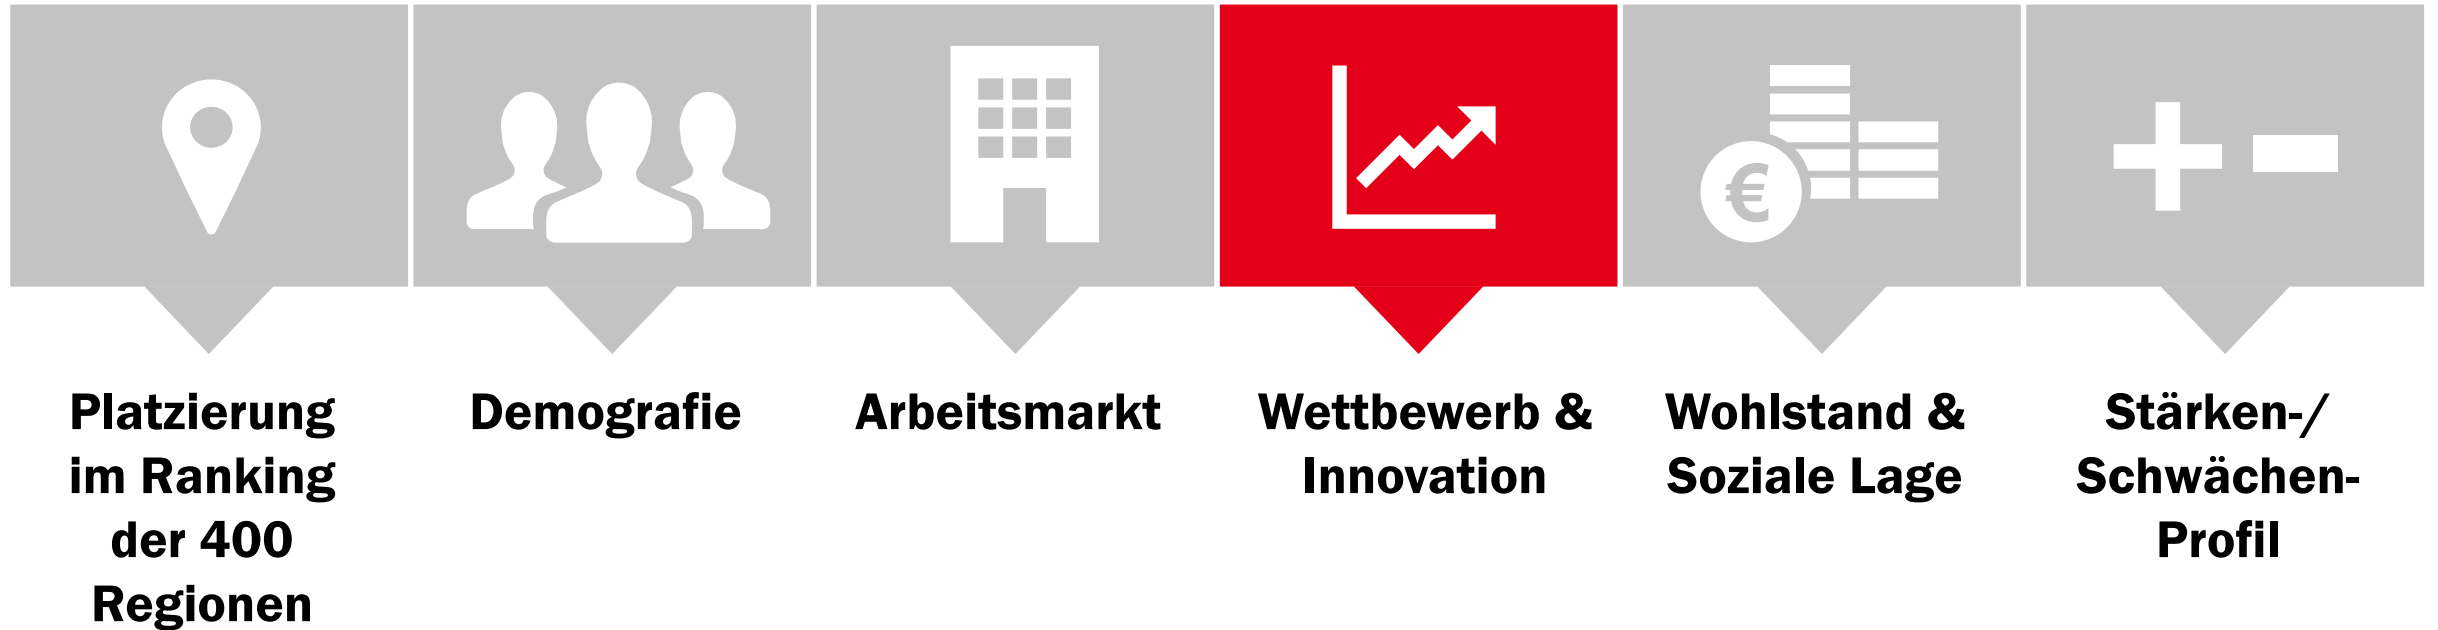 Platzierung
im Ranking
der 400
Regionen
Demografie
Arbeitsmarkt
Wettbewerb &
Innovation
€
Wohlstand &
Soziale Lage
Stärken-/
Schwächen-
Profil